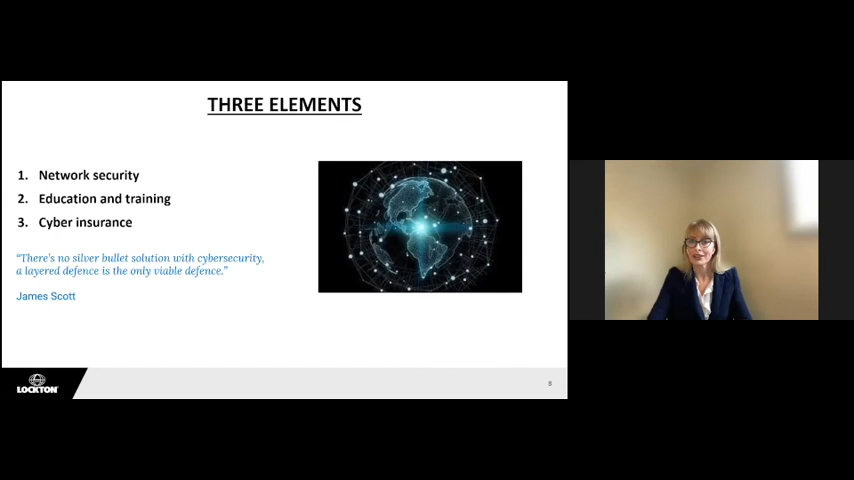 THREE ELEMENTS
1. Network security
2. Education and training
3. Cyber insurance
“There’s no silver bullet solution with cybersecurity,
a layered defence is the only viable defence.”
James Scott
LOCKTON
8